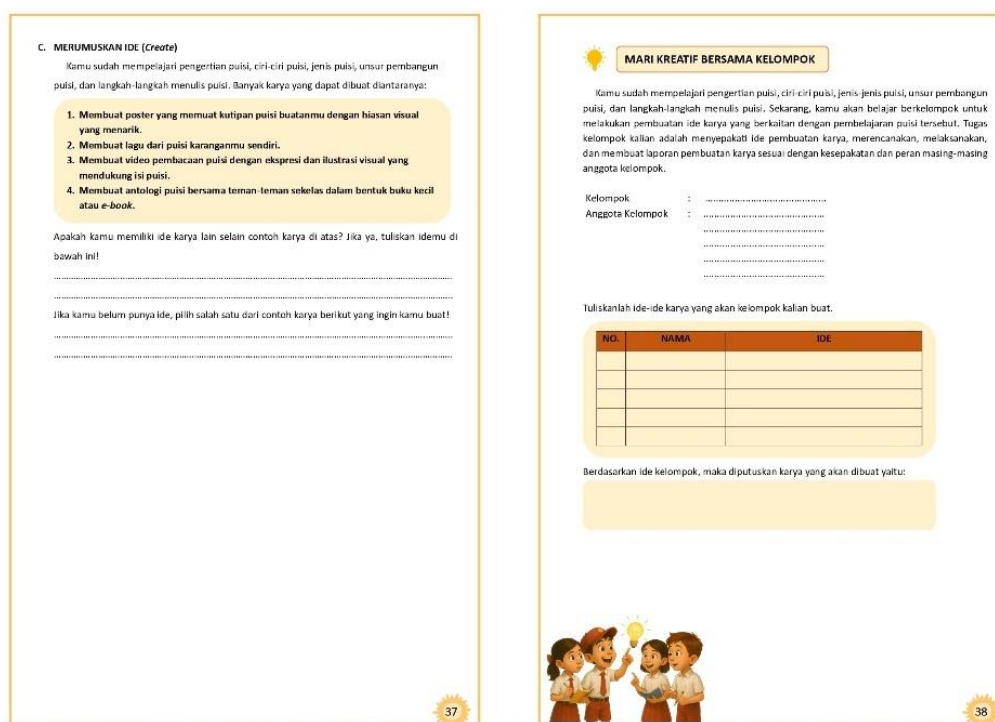 C. MERUMUSKAN IDE (Create)
Kamu sudah mempelajari pengertian puisi, ciri-ciri puisi, jenis puisi, unsur pembangun
puisi, dan langkah-langkah menulis puisi. Banyak karya yang dapat dibuat diantaranya:
1. Membuat poster yang memuat kutipan puisi buatanmu dengan hiasan visual
yang menarik.
2. Membuat lagu dari puisi karanganmu sendiri.
3. Membuat video pembacaan puisi dengan ekspresi dan ilustrasi visual yang
mendukung isi puisi.
4. Membuat antologi puisi bersama teman-teman sekelas dalam bentuk buku kecil
atau e-book.
Apakah kamu memiliki ide karya lain selain contoh karya di atas? Jika ya, tuliskan idemu di
bawah ini!
Jika kamu belum punya ide, pilih salah satu dari contoh karya berikut yang ingin kamu buat!
37
MARI KREATIF BERSAMA KELOMPOK
Kamu sudah mempelajari pengertian puisi, ciri-ciri puisi, jenis-jenis puisi, unsur pembangun
puisi, dan langkah-langkah menulis puisi. Sekarang, kamu akan belajar berkelompok untuk
melakukan pembuatan ide karya yang berkaitan dengan pembelajaran puisi tersebut. Tugas
kelompok kalian adalah menyepakati ide pembuatan karya, merencanakan, melaksanakan,
dan membuat laporan pembuatan karya sesuai dengan kesepakatan dan peran masing-masing
anggota kelompok.
Kelompok :
Anggota Kelompok :
Tuliskanlah ide-ide karya yang akan kelompok kalian buat.
NO. NAMA IDE
Berdasarkan ide kelompok, maka diputuskan karya yang akan dibuat yaitu:
38